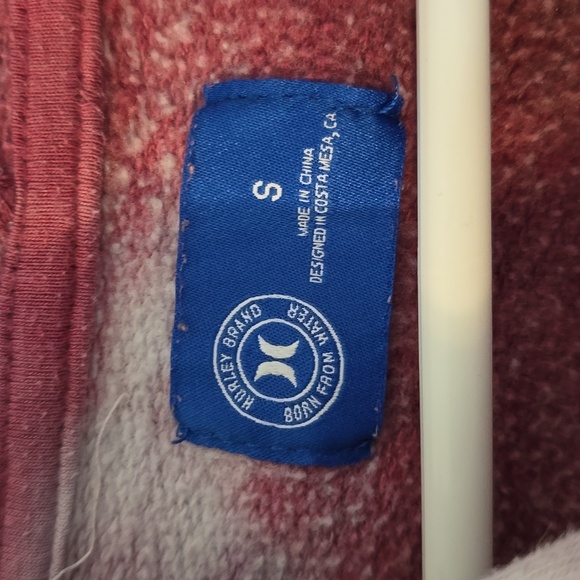 HURLEY BRAND
BORN FROM WATER
R
S
MADE IN CHINA
DESIGNED IN COSTA MESA, CA